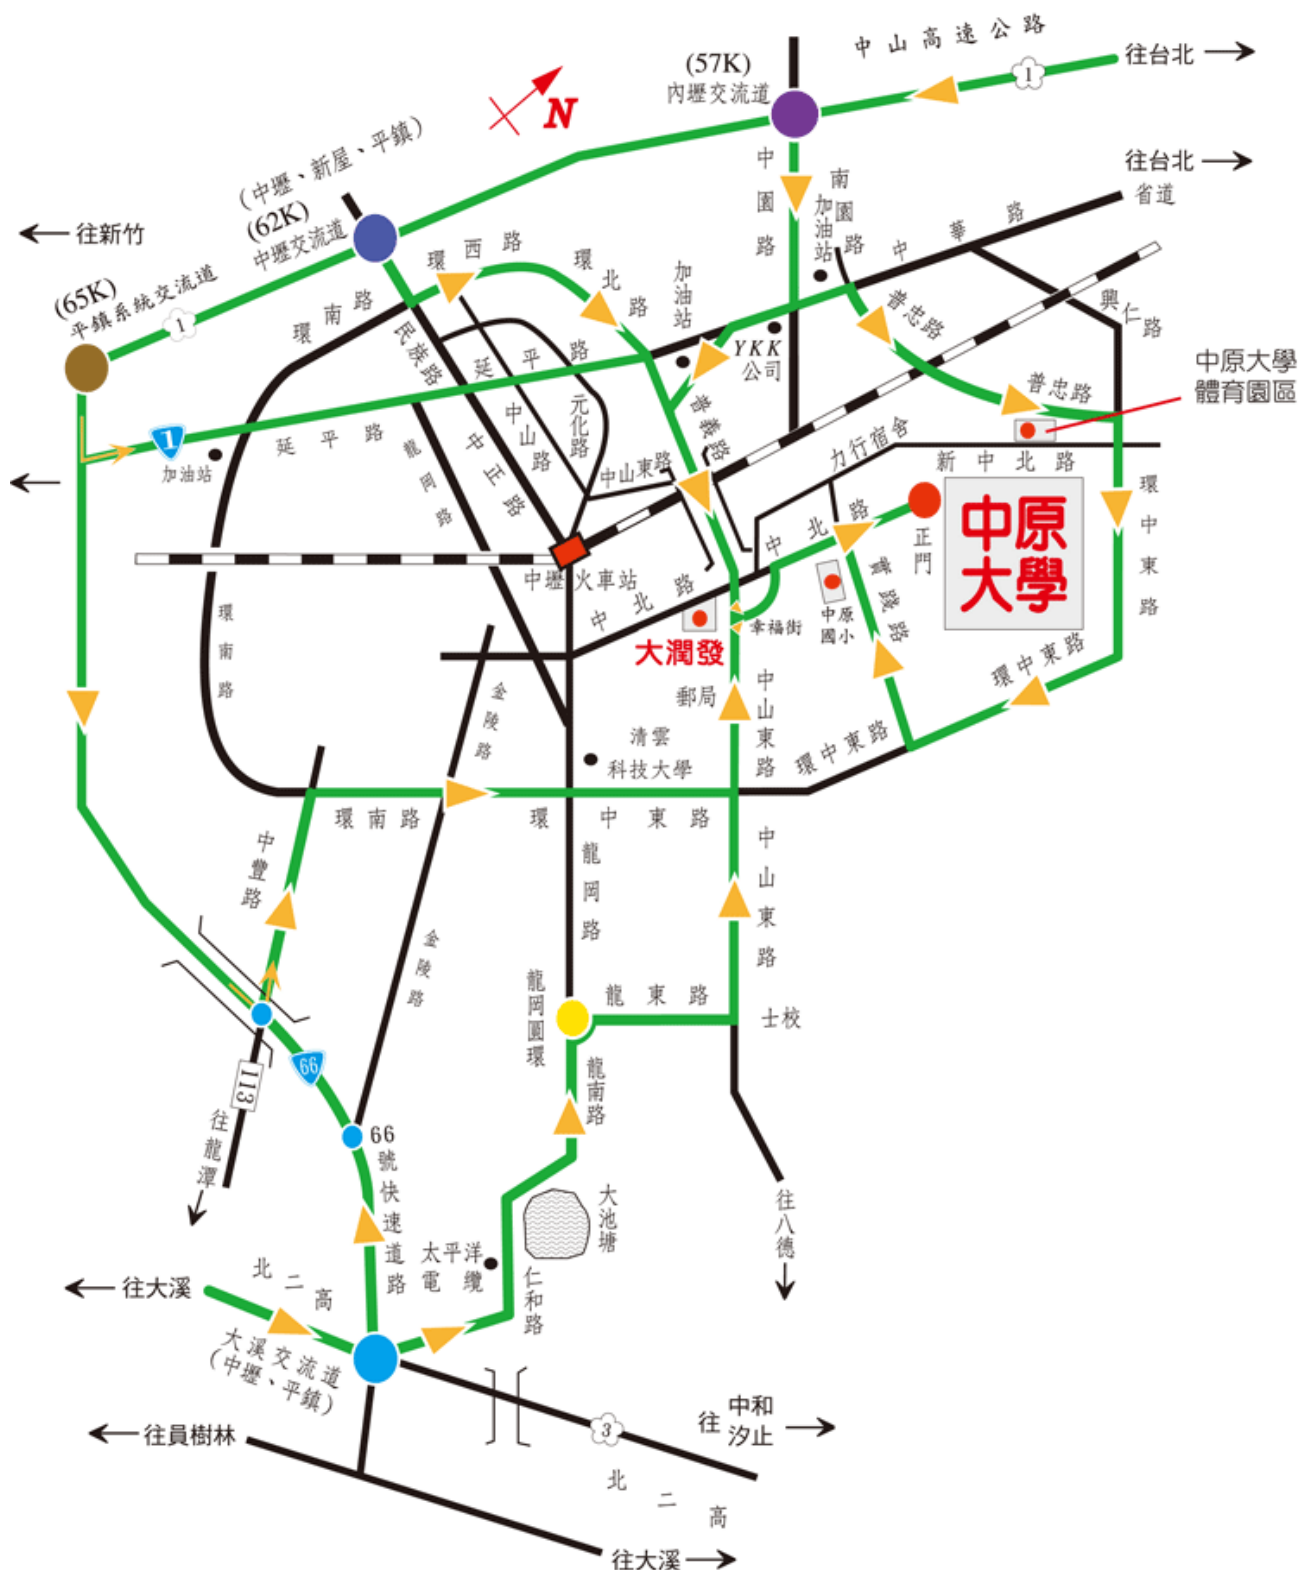 中山高速公路
1
往台北
(57K)
內壢交流道
N
往台北
省道
(中壢、新屋、平鎮)
(62K)
中壢交流道
往新竹
(65K)
平鎮系統交流道
1
中園路
南園路
加油站
中華路
環西路
環北路
加油站
環南路
民族路
延平路
YKK
公司
普忠路
興仁路
中原大學
體育園區
普忠路
1
延平路
加油站
龍岡路
中正路
中山路
元化路
中山東路
普義路
力行宿舍
新中北路
環中東路
中原
大學
正門
中北路
實踐路
中原
國小
中壢火車站
中北路
幸福街
大潤發
環南路
金陵路
郵局
中山東路
環中東路
環中東路
清雲
科技大學
環南路
環中東路
中豐路
龍岡路
中山東路
金陵路
龍岡圓環
龍東路
士校
龍南路
66
113
往龍潭
66
號快速道路
大池塘
往八德
太平洋
電纜
仁和路
往大溪
北二高
大溪交流道
(中壢、平鎮)
往員樹林
3
往
中和
汐止
北二高
往大溪